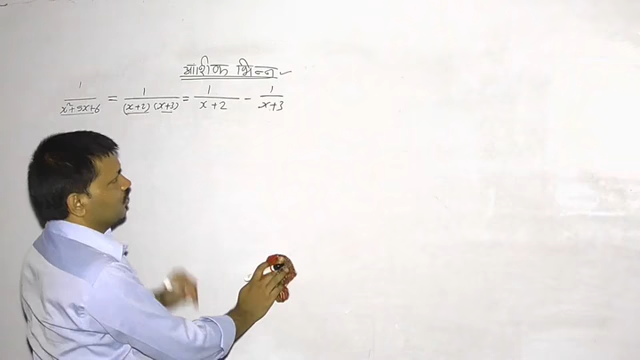 आंशिक भिन्न
1/(x²+5x+6) = 1/((x+2)(x+3)) = 1/(x+2) - 1/(x+3)